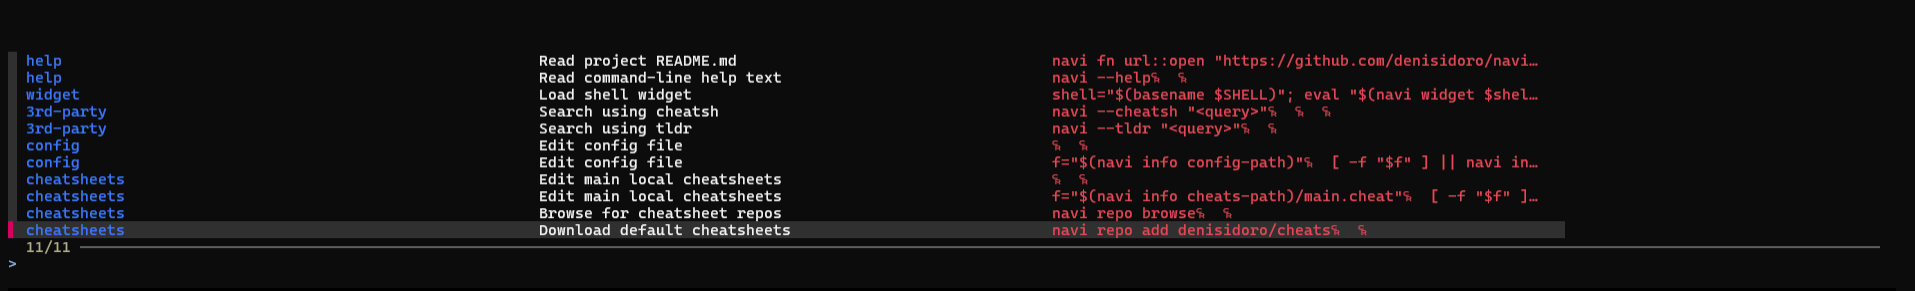 help Read project README.md navi fn url::open "https://github.com/denisidoro/navi…
help Read command-line help text navi --help␍ ␍
widget Load shell widget shell="$(basename $SHELL)"; eval "$(navi widget $shel…
3rd-party Search using cheatsh navi --cheatsh "<query>"␍ ␍ ␍
3rd-party Search using tldr navi --tldr "<query>"␍ ␍
config Edit config file ␍ ␍
config Edit config file f="$(navi info config-path)"␍ [ -f "$f" ] || navi in…
cheatsheets Edit main local cheatsheets ␍ ␍
cheatsheets Edit main local cheatsheets f="$(navi info cheats-path)/main.cheat"␍ [ -f "$f" ]…
cheatsheets Browse for cheatsheet repos navi repo browse␍ ␍
cheatsheets Download default cheatsheets navi repo add denisidoro/cheats␍ ␍
11/11
>